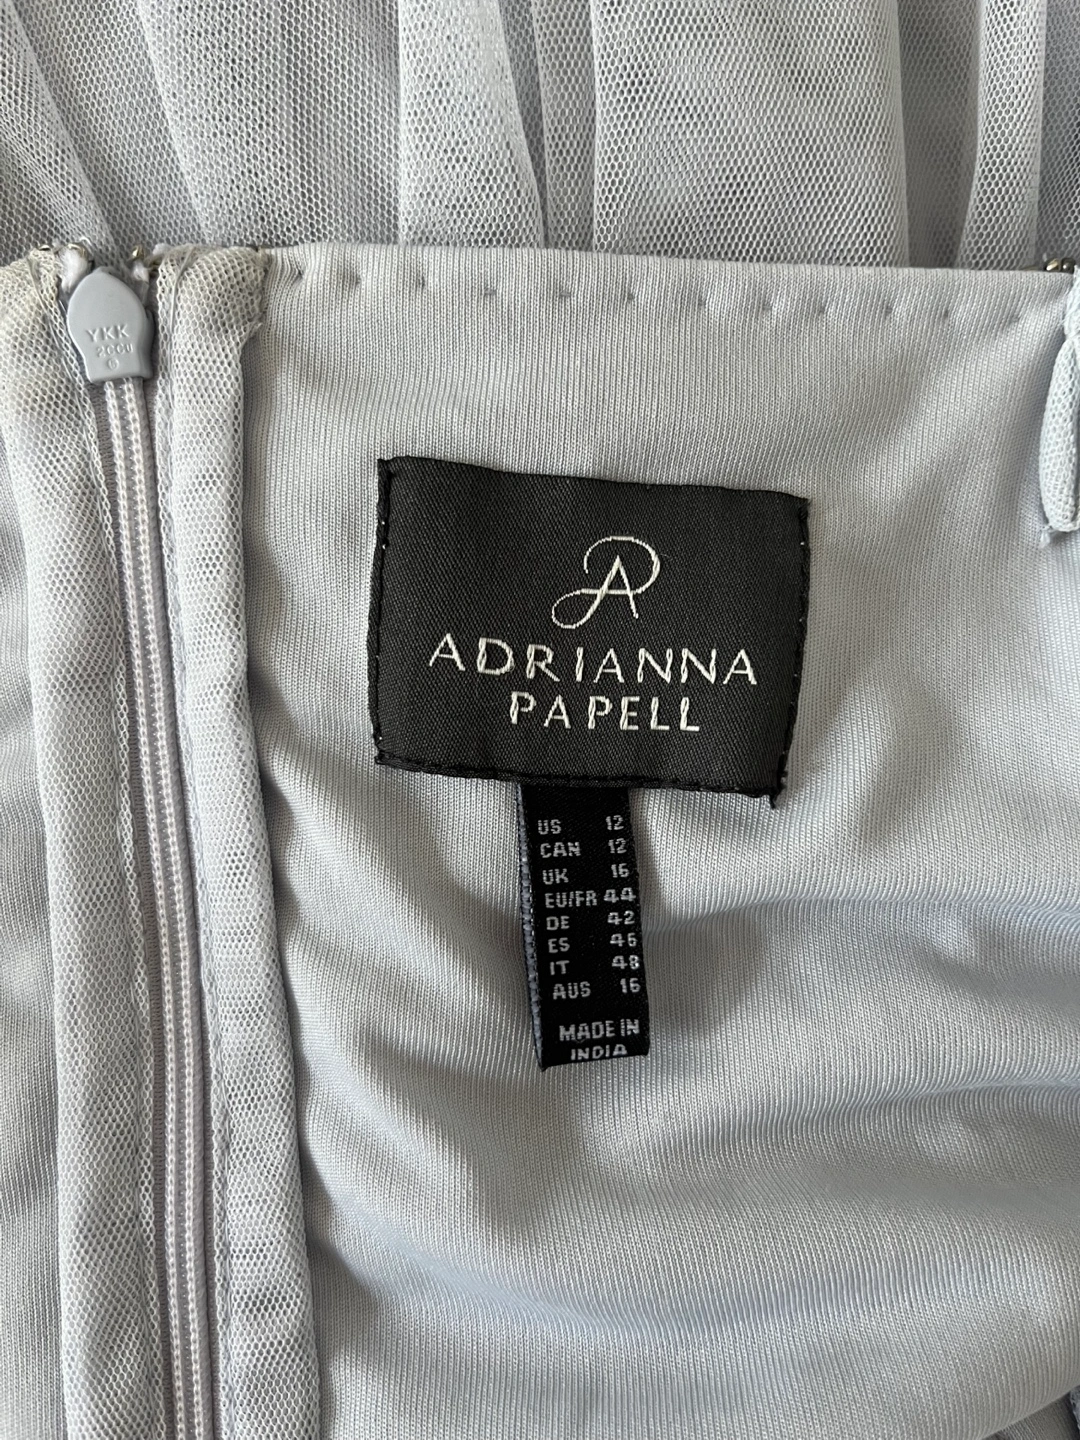 YKK
PA
ADRIANNA
PAPELL
US 12
CAN 12
UK 16
EU/FR 44
DE 42
ES 46
IT 48
AUS 16
MADE IN
INDIA